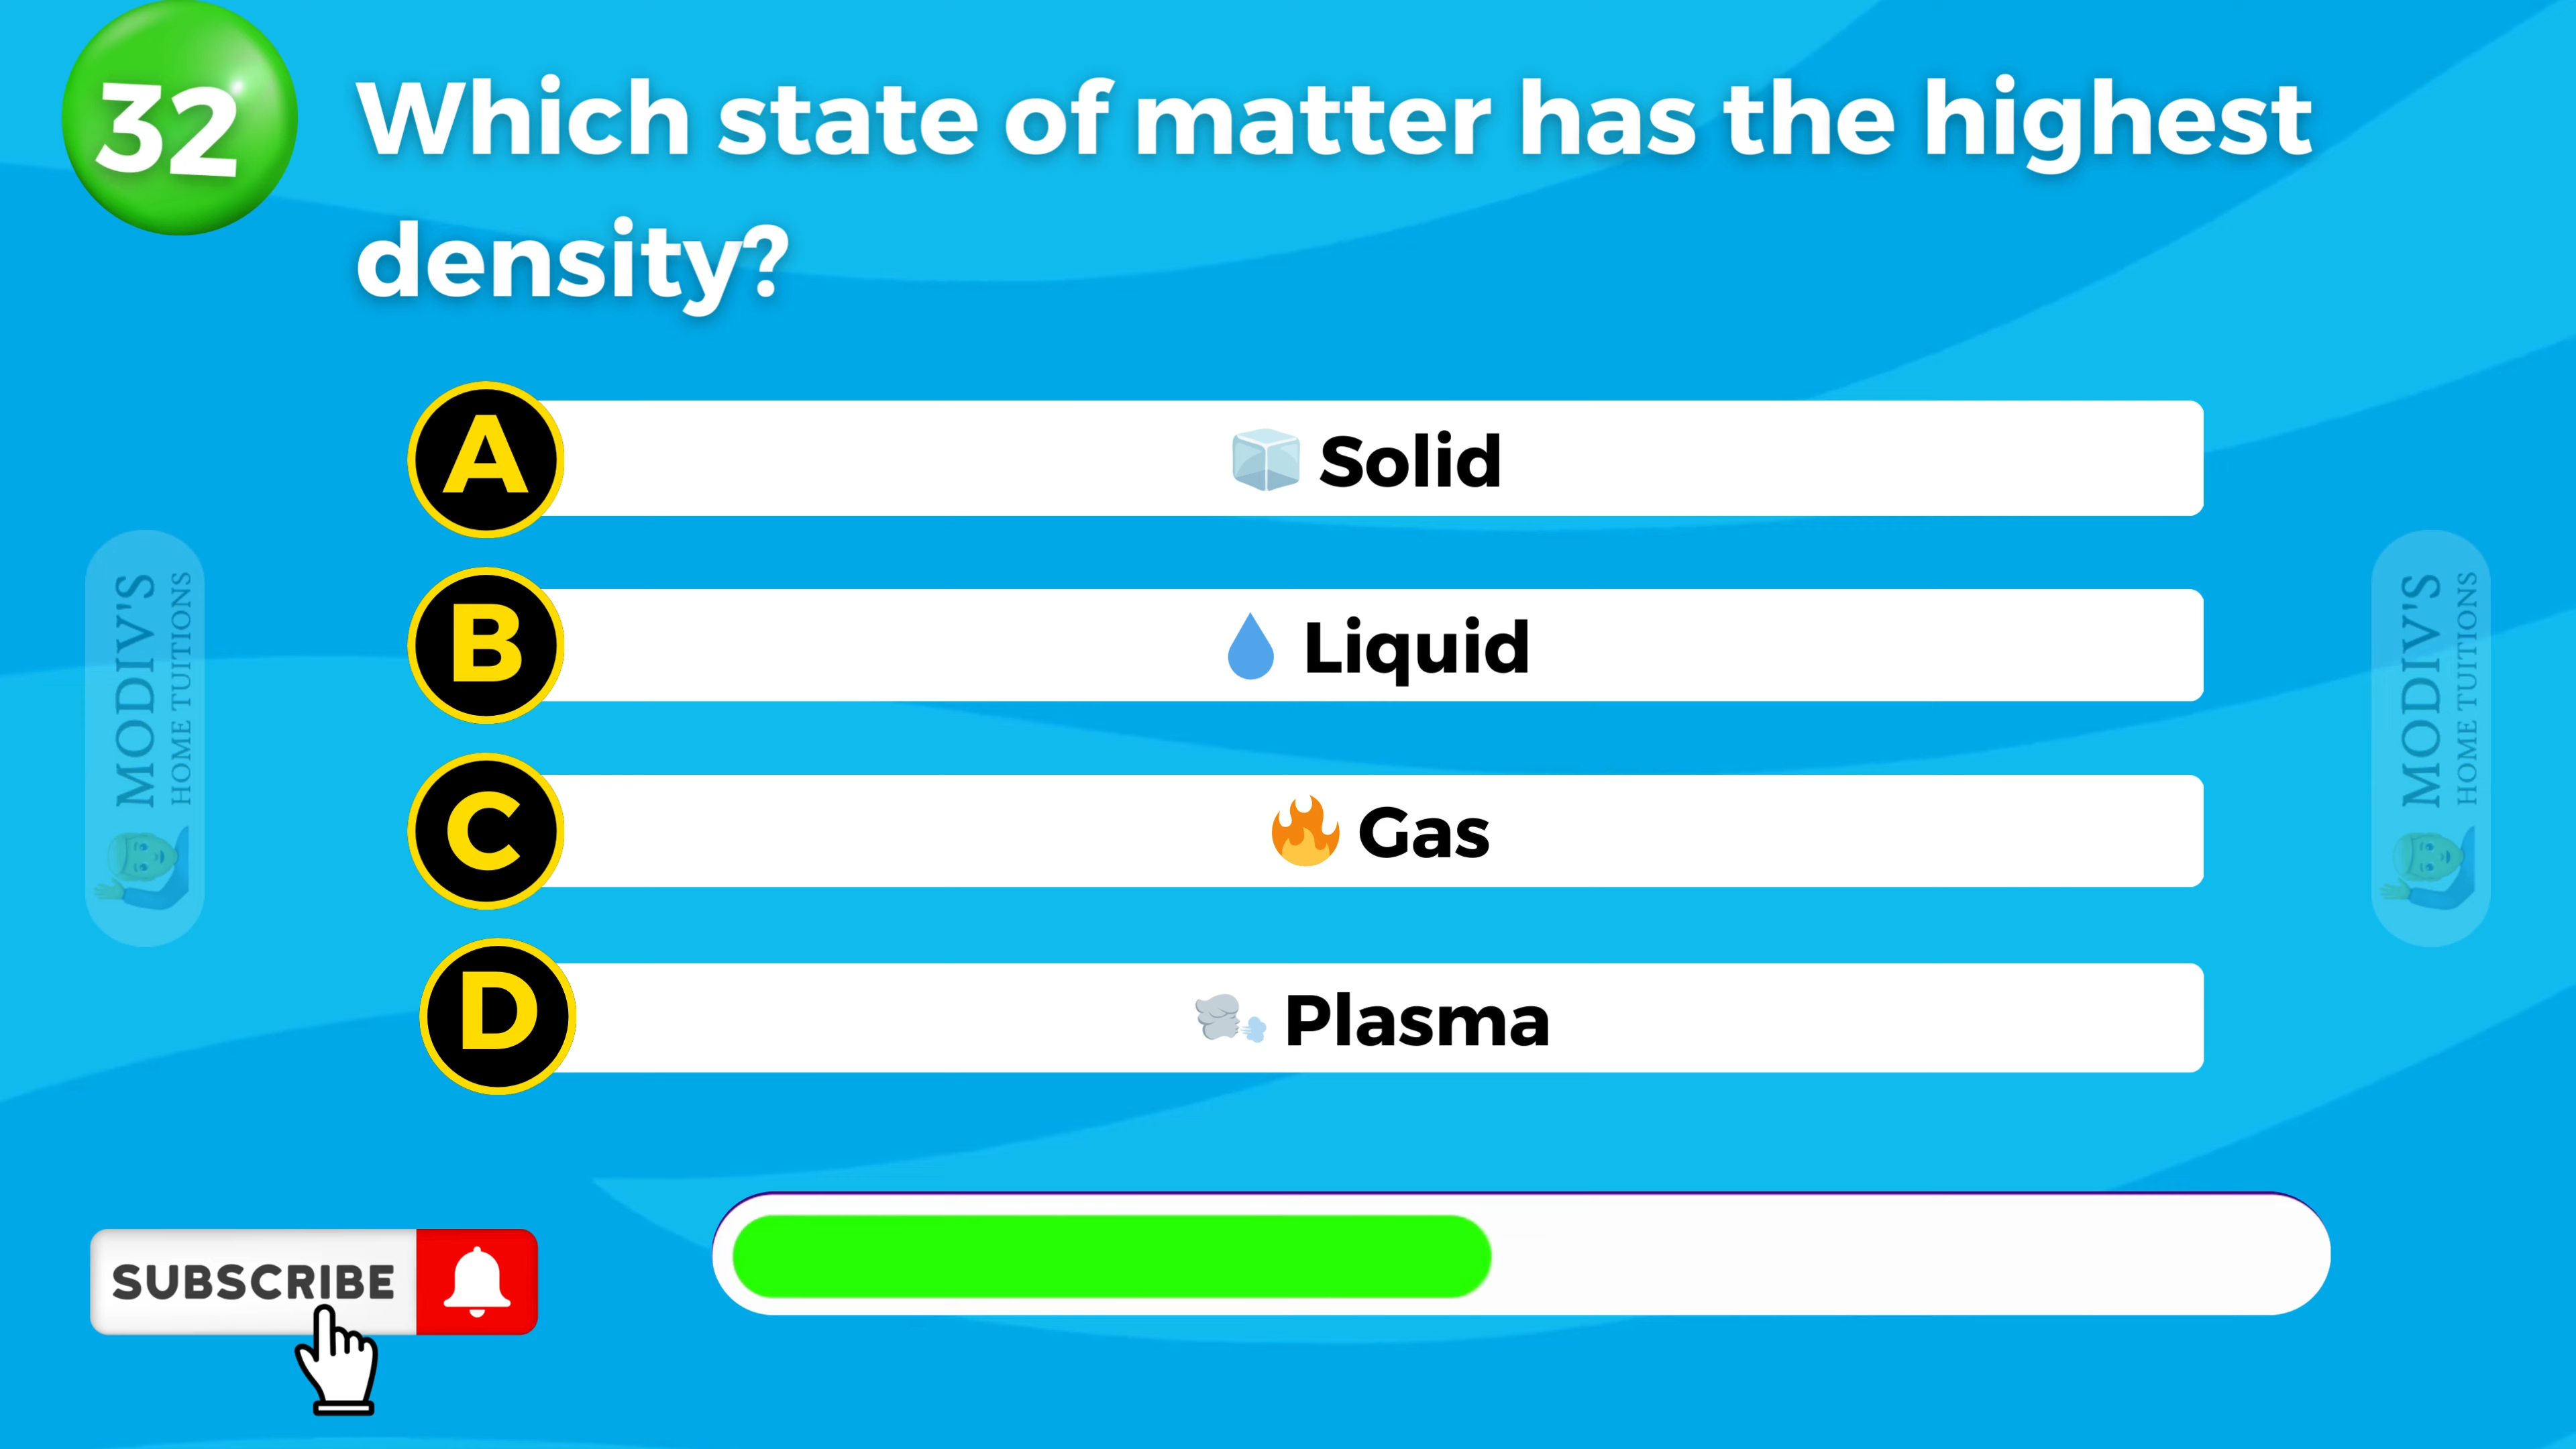 32
Which state of matter has the highest
density?
A
Solid
B
Liquid
C
Gas
D
Plasma
MODIV'S
HOME TUITIONS
MODIV'S
HOME TUITIONS
SUBSCRIBE